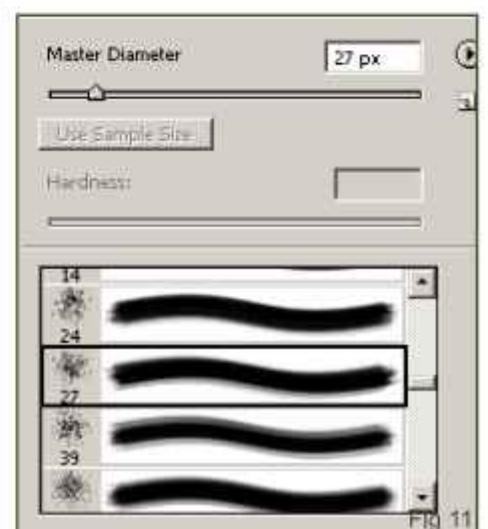 Master Diameter
27 px
Use Sample Size
Hardness:
14
24
27
39
Fig 11